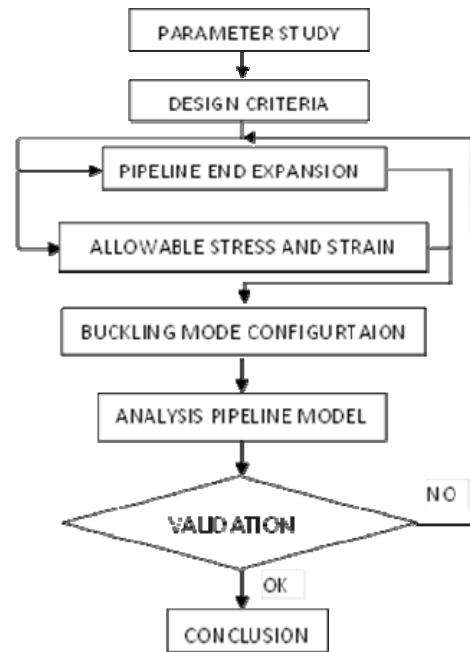 PARAMETER STUDY
DESIGN CRITERIA
PIPELINE END EXPANSION
ALLOWABLE STRESS AND STRAIN
BUCKLING MODE CONFIGURTAION
ANALYSIS PIPELINE MODEL
VALIDATION
NO
OK
CONCLUSION